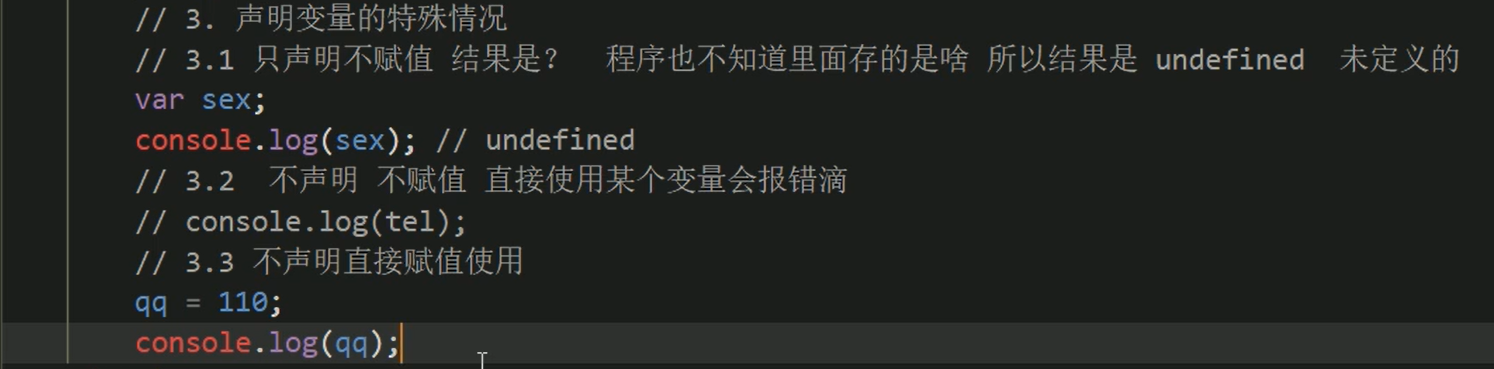 // 3. 声明变量的特殊情况
// 3.1 只声明不赋值 结果是?  程序也不知道里面存的是啥 所以结果是 undefined  未定义的
var sex;
console.log(sex); // undefined
// 3.2  不声明 不赋值 直接使用某个变量会报错滴
// console.log(tel);
// 3.3 不声明直接赋值使用
qq = 110;
console.log(qq);